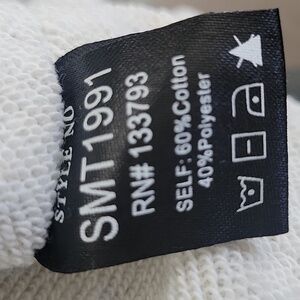 STYLE NO
SMT1991
RN# 133793
SELF: 60%Cotton
40%Polyester